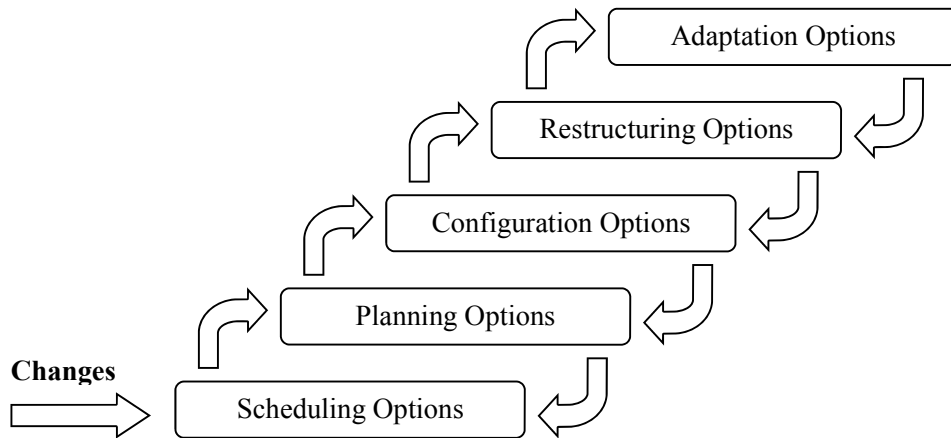 Adaptation Options
Restructuring Options
Configuration Options
Planning Options
Changes
Scheduling Options